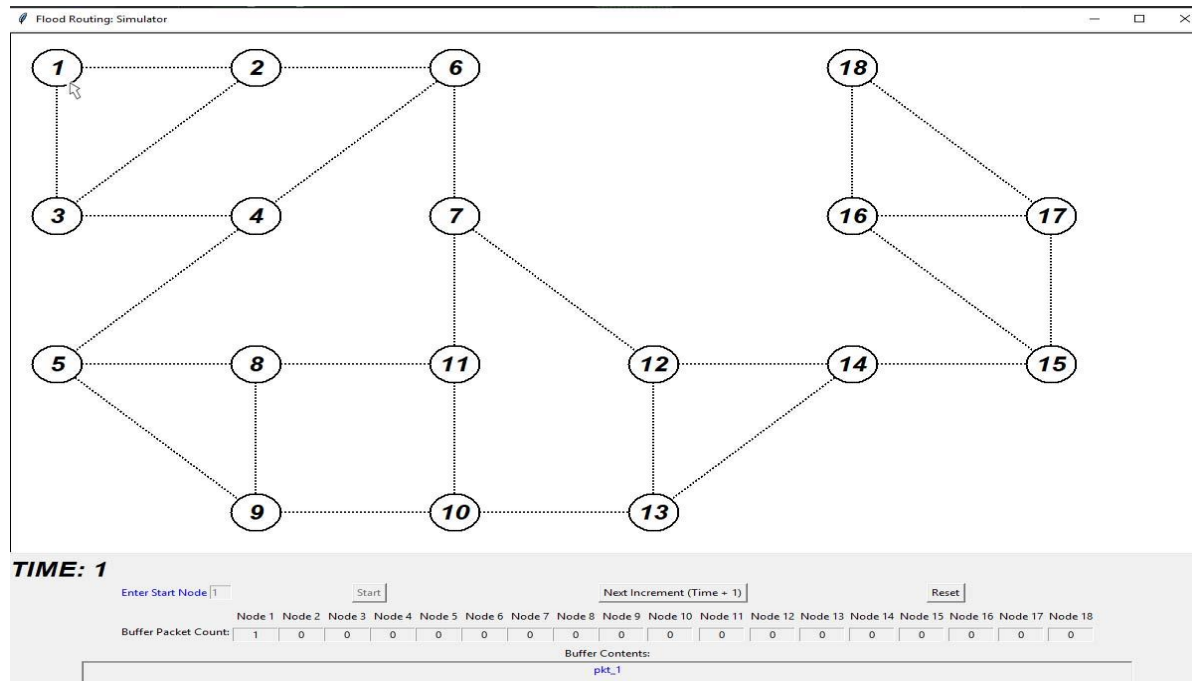 Flood Routing: Simulator
1 2 6 18
3 4 7 16 17
5 8 11 12 14 15
9 10 13
TIME: 1
Enter Start Node 1 Start Next Increment (Time + 1) Reset
Node 1 Node 2 Node 3 Node 4 Node 5 Node 6 Node 7 Node 8 Node 9 Node 10 Node 11 Node 12 Node 13 Node 14 Node 15 Node 16 Node 17 Node 18
Buffer Packet Count: 1 0 0 0 0 0 0 0 0 0 0 0 0 0 0 0 0 0
Buffer Contents:
pkt_1